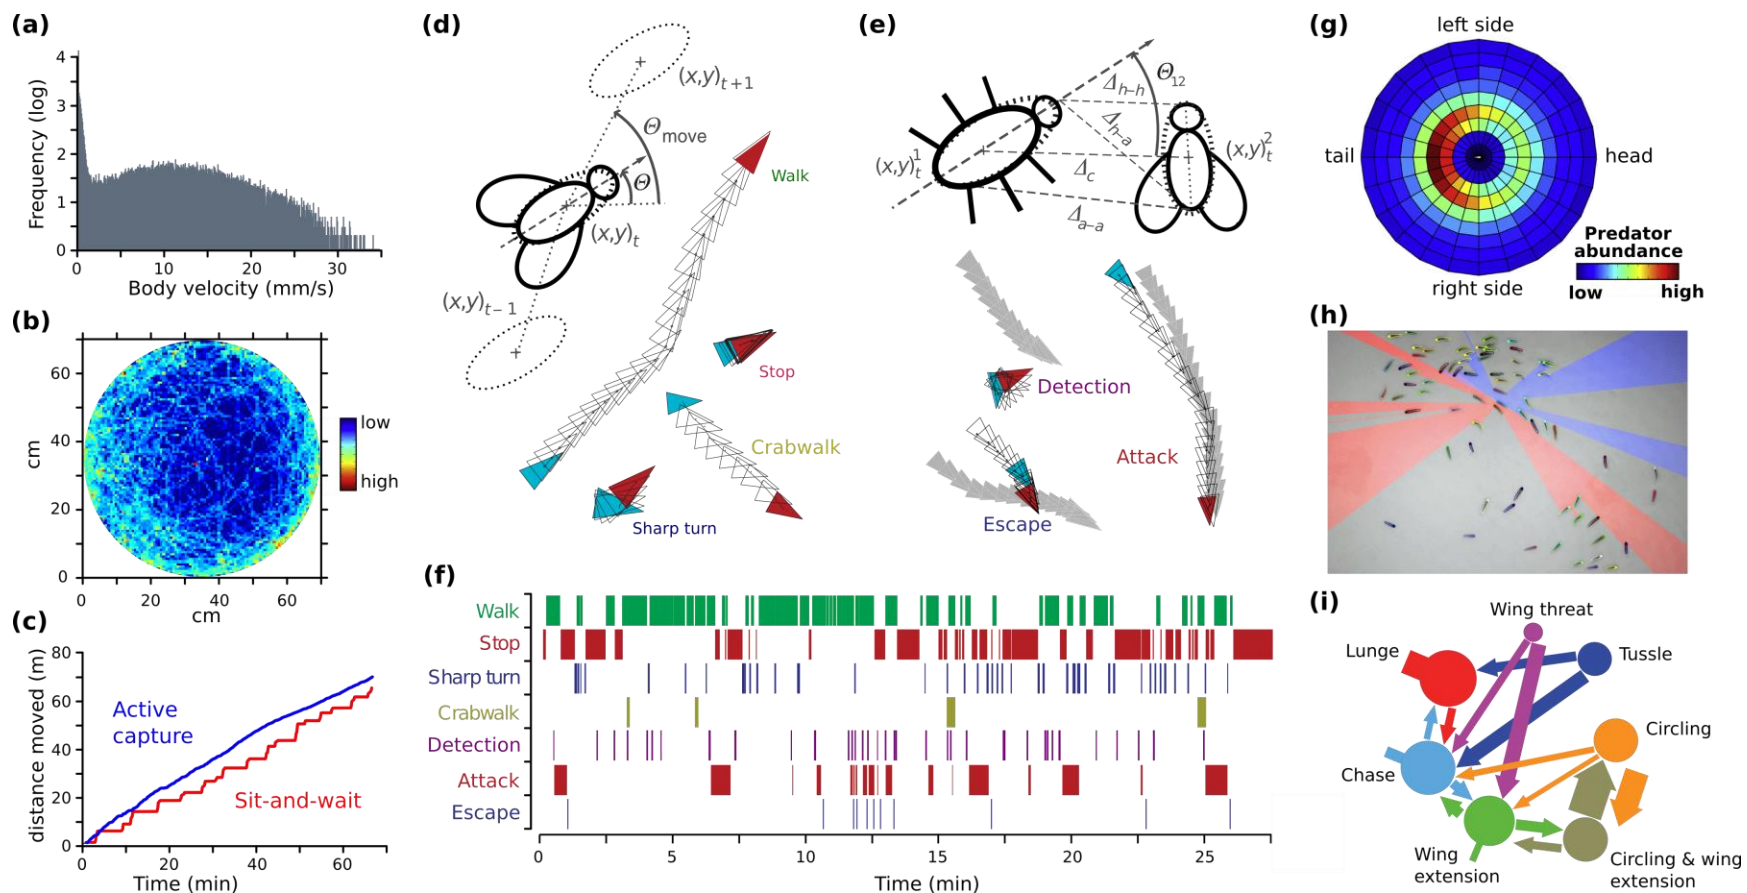 (a)
4
3
2
1
0
Frequency (log)
0
10
20
30
Body velocity (mm/s)
(b)
60
40
20
0
cm
0
20
40
60
cm
low
high
(c)
80
60
40
20
0
distance moved (m)
Active
capture
Sit-and-wait
0
20
40
60
Time (min)
(d)
(x,y)t+1
Θmove
Θ
(x,y)t
(x,y)t−1
Walk
Stop
Crabwalk
Sharp turn
(e)
Θ12
Δh–h
Δh–a
(x,y)t1
(x,y)t2
Δc
Δa–a
Detection
Attack
Escape
(f)
Walk
Stop
Sharp turn
Crabwalk
Detection
Attack
Escape
0
5
10
15
20
25
Time (min)
(g)
left side
tail
head
right side
Predator
abundance
low
high
(h)
(i)
Wing threat
Lunge
Tussle
Circling
Chase
Wing
extension
Circling & wing
extension